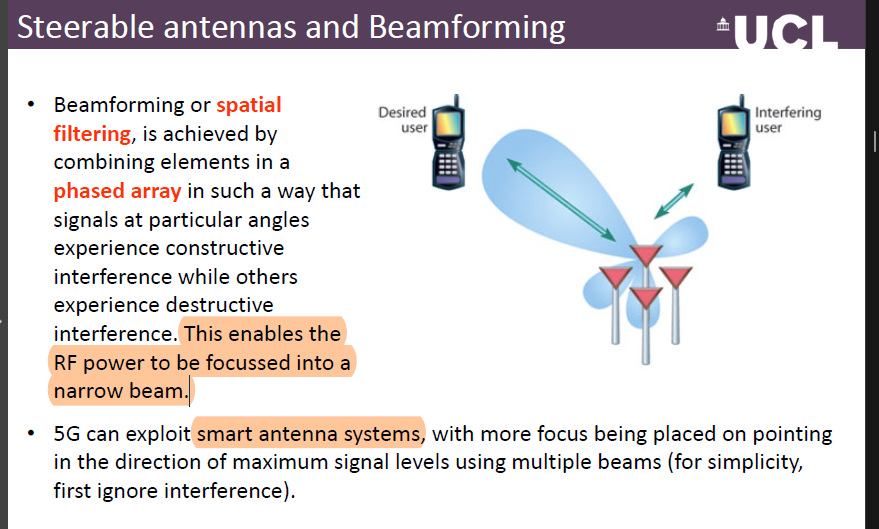 Steerable antennas and Beamforming
UCL
• Beamforming or spatial
filtering, is achieved by
combining elements in a
phased array in such a way that
signals at particular angles
experience constructive
interference while others
experience destructive
interference. This enables the
RF power to be focussed into a
narrow beam.
Desired
user
Interfering
user
• 5G can exploit smart antenna systems, with more focus being placed on pointing
in the direction of maximum signal levels using multiple beams (for simplicity,
first ignore interference).